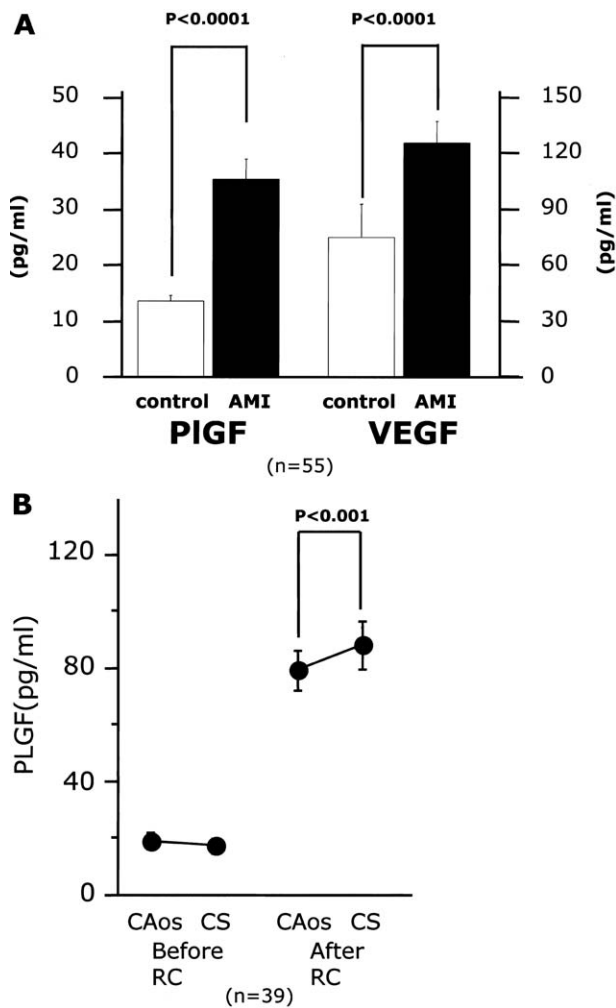 A
P<0.0001 P<0.0001
50 150
40 120
30 90
20 60
10 30
0 0
(pg/ml) (pg/ml)
control AMI control AMI
PlGF VEGF
(n=55)
B
P<0.001
120
80
40
0
PLGF(pg/ml)
CAos CS CAos CS
Before After
RC RC
(n=39)